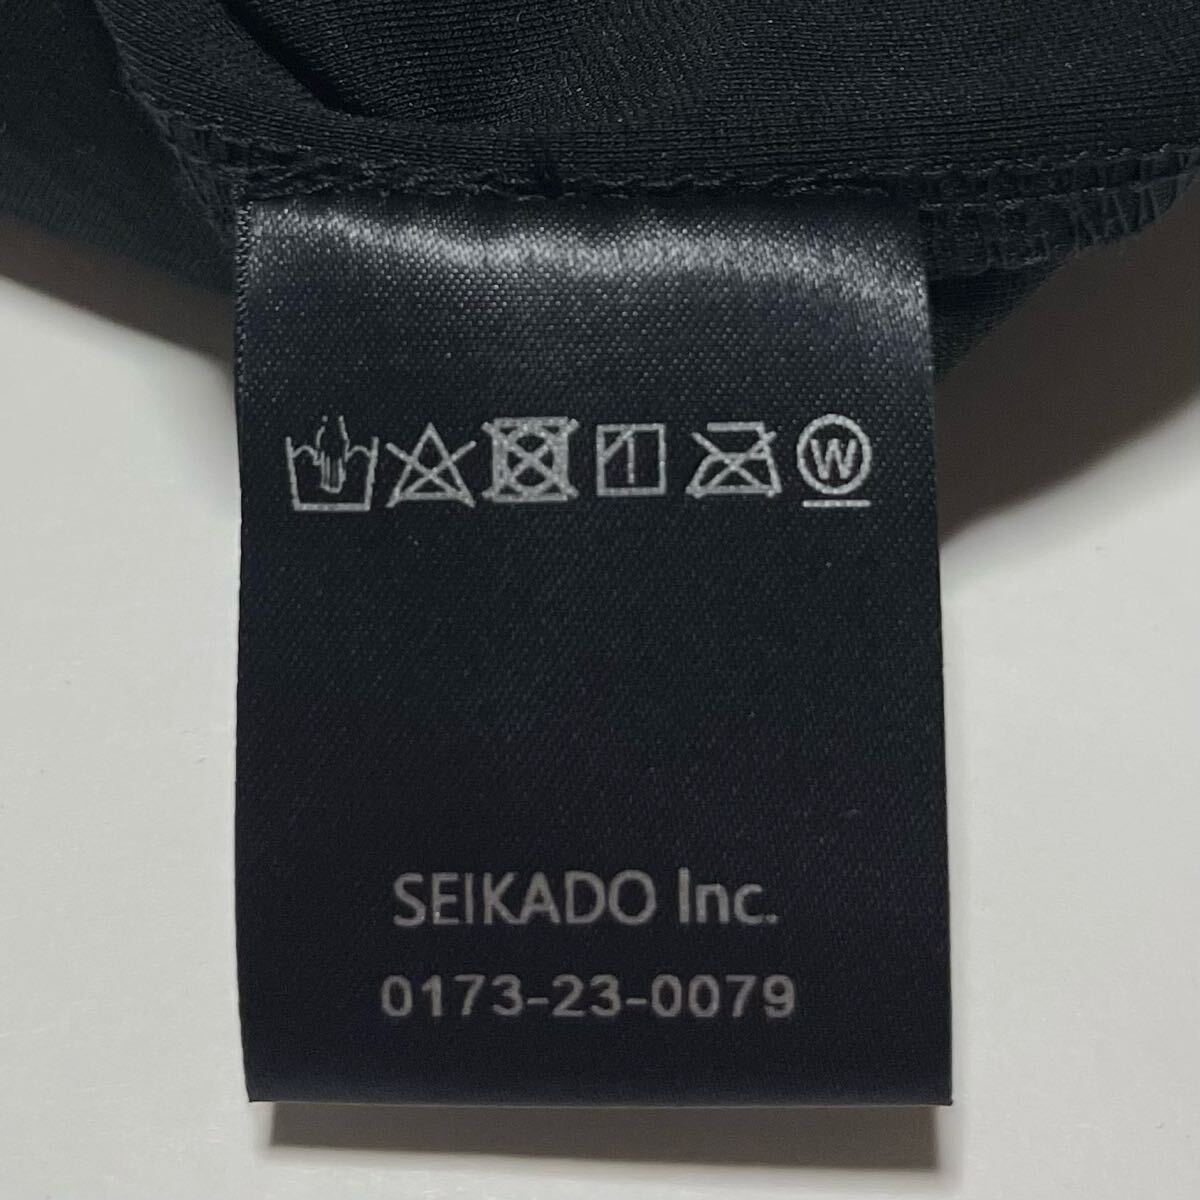 W
SEIKADO Inc.
0173-23-0079